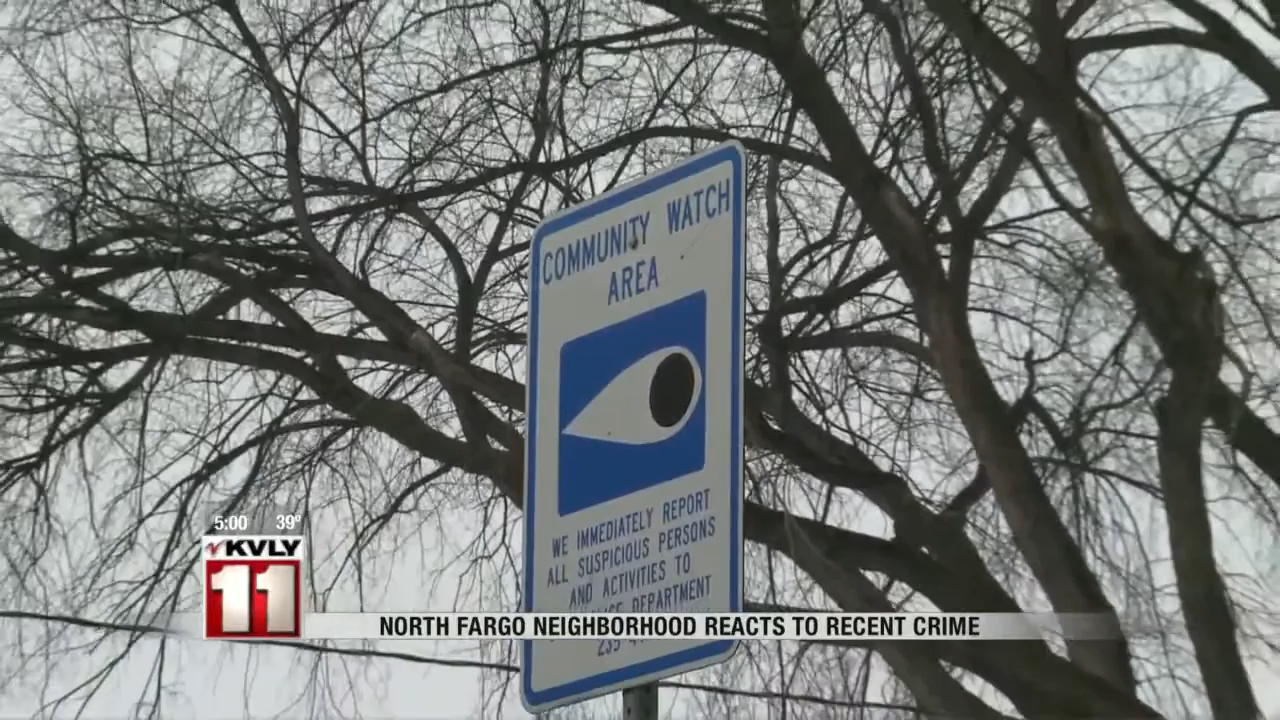 COMMUNITY WATCH
AREA
WE IMMEDIATELY REPORT
ALL SUSPICIOUS PERSONS
AND ACTIVITIES TO
DEPARTMENT
5:00 39°
KVLY
11
NORTH FARGO NEIGHBORHOOD REACTS TO RECENT CRIME